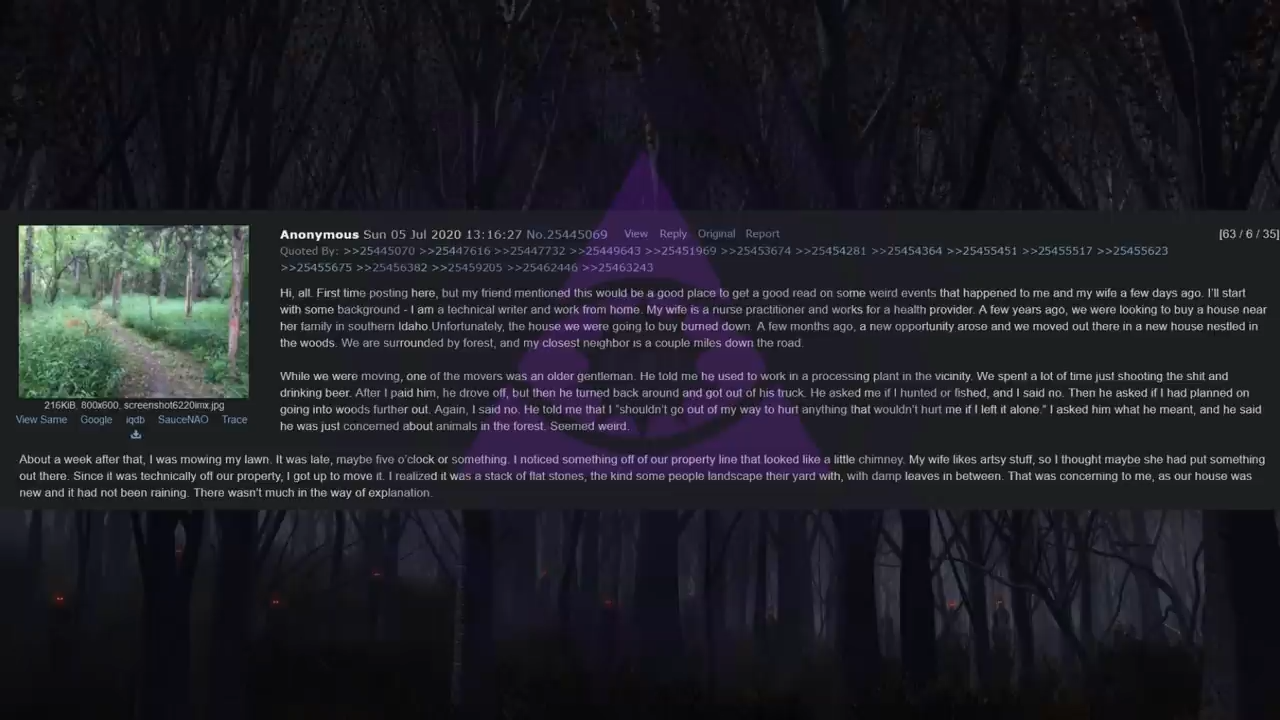 Anonymous Sun 05 Jul 2020 13:16:27 No.25445069 View Reply Original Report [63 / 6 / 35]
Quoted By: >>25445070 >>25447616 >>25447732 >>25449643 >>25451969 >>25453674 >>25454281 >>25454364 >>25455451 >>25455517 >>25455623
>>25455675 >>25456382 >>25459205 >>25462446 >>25463243
Hi, all. First time posting here, but my friend mentioned this would be a good place to get a good read on some weird events that happened to me and my wife a few days ago. I'll start
with some background - I am a technical writer and work from home. My wife is a nurse practitioner and works for a health provider. A few years ago, we were looking to buy a house near
her family in southern Idaho.Unfortunately, the house we were going to buy burned down. A few months ago, a new opportunity arose and we moved out there in a new house nestled in
the woods. We are surrounded by forest, and my closest neighbor is a couple miles down the road.
While we were moving, one of the movers was an older gentleman. He told me he used to work in a processing plant in the vicinity. We spent a lot of time just shooting the shit and
drinking beer. After I paid him, he drove off, but then he turned back around and got out of his truck. He asked me if I hunted or fished, and I said no. Then he asked if I had planned on
going into woods further out. Again, I said no. He told me that I "shouldn't go out of my way to hurt anything that wouldn't hurt me if I left it alone." I asked him what he meant, and he said
he was just concerned about animals in the forest. Seemed weird.
216KiB, 800x600, screenshot6220imx.jpg
View Same Google iqdb SauceNAO Trace
About a week after that, I was mowing my lawn. It was late, maybe five o'clock or something. I noticed something off of our property line that looked like a little chimney. My wife likes artsy stuff, so I thought maybe she had put something
out there. Since it was technically off our property, I got up to move it. I realized it was a stack of flat stones, the kind some people landscape their yard with, with damp leaves in between. That was concerning to me, as our house was
new and it had not been raining. There wasn't much in the way of explanation.